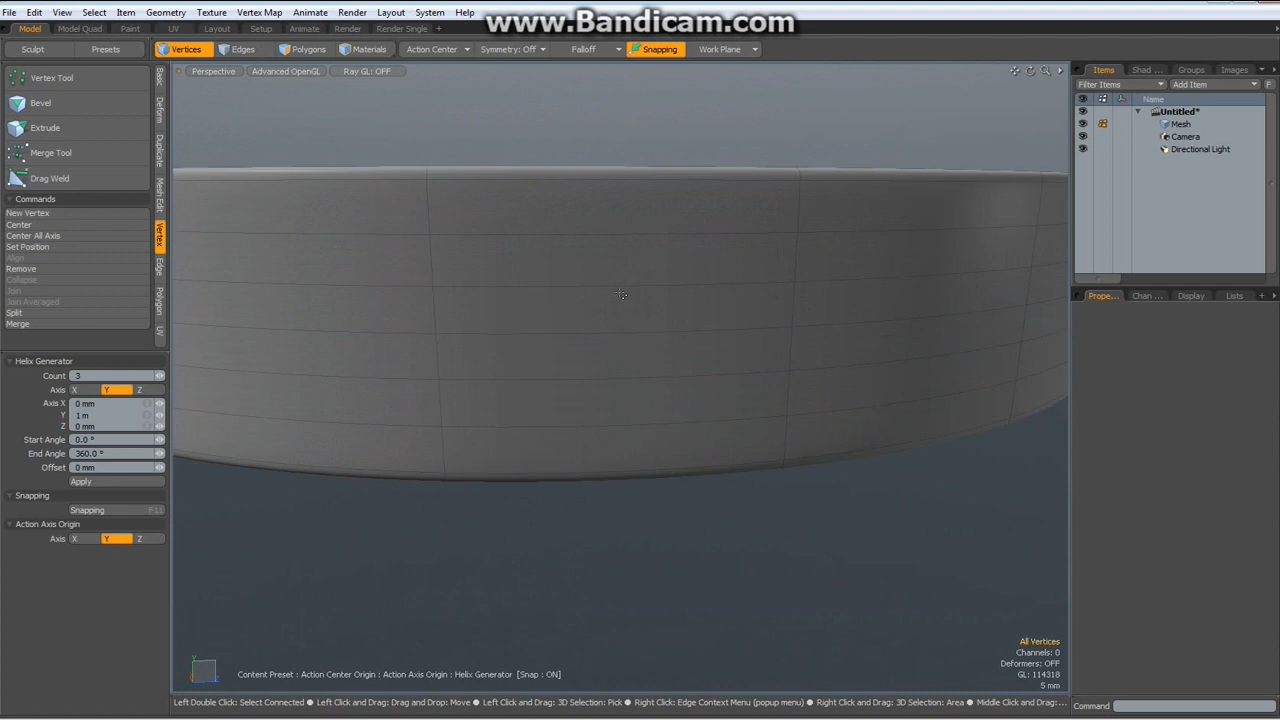 www.Bandicam.com
File Edit View Select Item Geometry Texture Vertex Map Animate Render Layout System Help
Model Model Quad Paint UV Layout Setup Animate Render Render Single +
Sculpt Presets Vertices Edges Polygons Materials Action Center Symmetry: Off Falloff Snapping Work Plane
Perspective Advanced OpenGL Ray GL: OFF
Items Shad ... Groups Images
Filter Items Add Item F
Name
Untitled*
Mesh
Camera
Directional Light
Prope... Chan ... Display Lists +
Vertex Tool
Bevel
Extrude
Merge Tool
Drag Weld
Commands
New Vertex
Center
Center All Axis
Set Position
Align
Remove
Collapse
Join
Join Averaged
Split
Merge
Basic
Deform
Duplicate
Mesh Edit
Vertex
Edge
Polygon
UV
Helix Generator
Count 3
Axis X Y Z
Axis X 0 mm
Y 1 m
Z 0 mm
Start Angle 0.0 °
End Angle 360.0 °
Offset 0 mm
Apply
Snapping
Snapping F11
Action Axis Origin
Axis X Y Z
All Vertices
Channels: 0
Deformers: OFF
GL: 114318
5 mm
Content Preset : Action Center Origin : Action Axis Origin : Helix Generator [Snap : ON]
Left Double Click: Select Connected ● Left Click and Drag: Drag and Drop: Move ● Left Click and Drag: 3D Selection: Pick ● Right Click: Edge Context Menu (popup menu) ● Right Click and Drag: 3D Selection: Area ● Middle Click and Drag: ...
Command